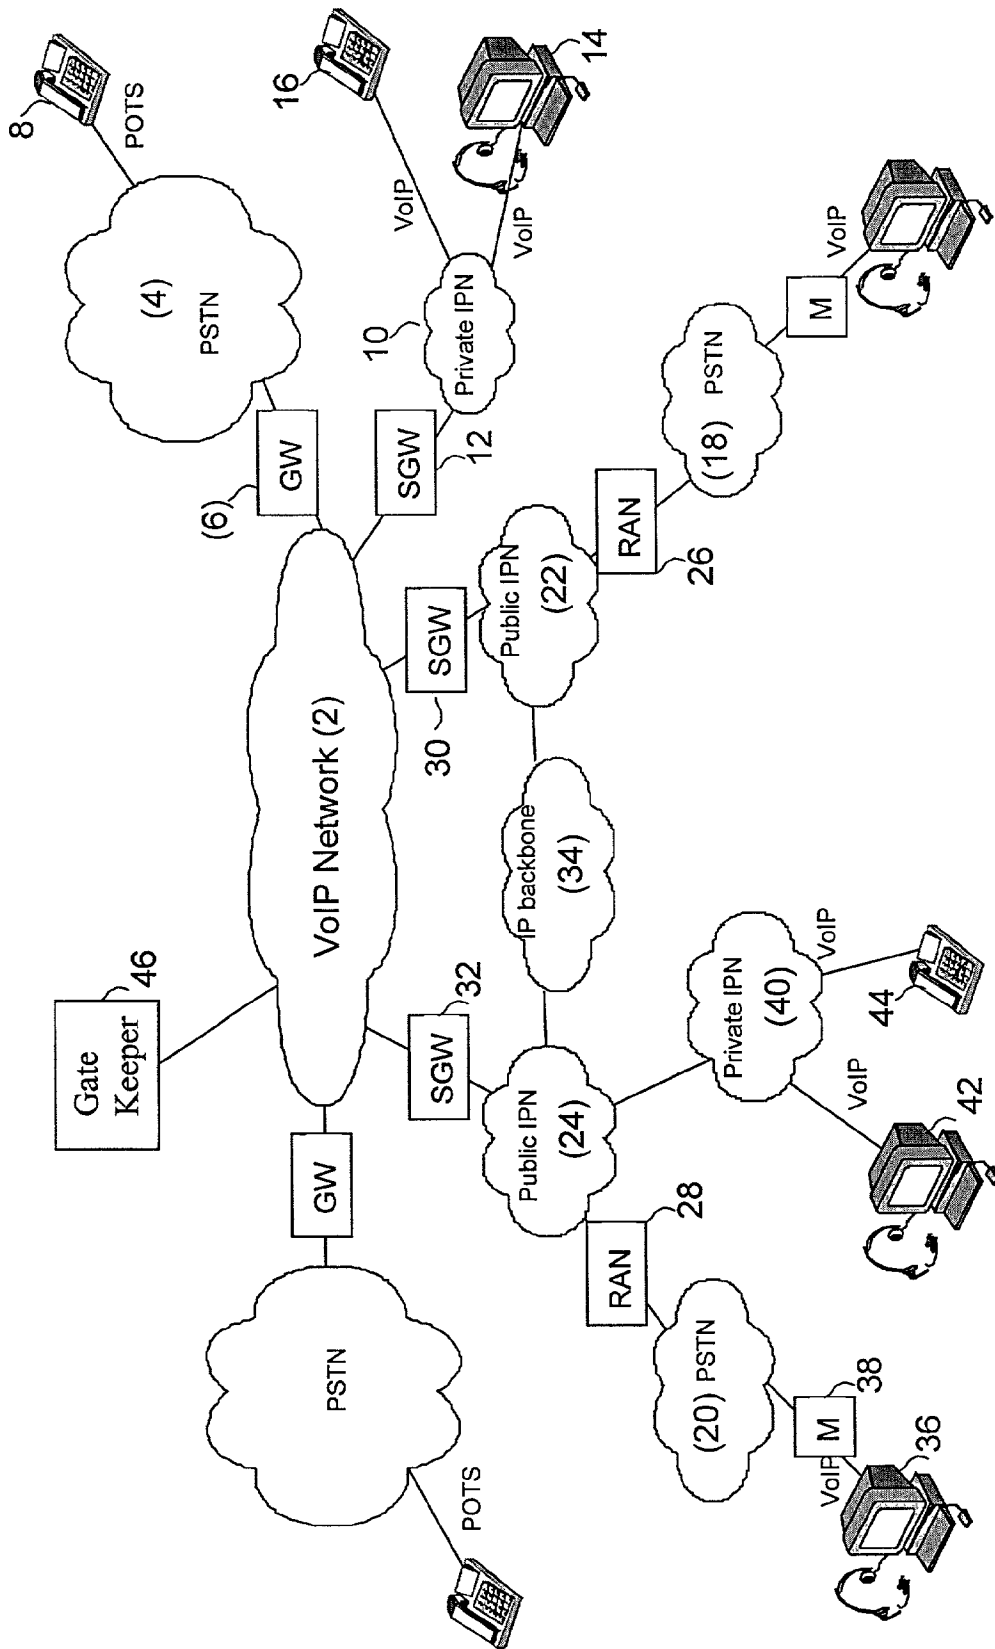 Gate
Keeper
46
8
POTS
(4)
PSTN
16
VoIP
14
VoIP
10
Private IPN
(6)
GW
SGW
12
VoIP Network (2)
GW
PSTN
POTS
SGW
32
SGW
30
Public IPN
(24)
IP backbone
(34)
Public IPN
(22)
RAN
28
RAN
26
(20)
PSTN
Private IPN
(40)
(18)
PSTN
M
38
VoIP
36
VoIP
42
VoIP
44
M
VoIP